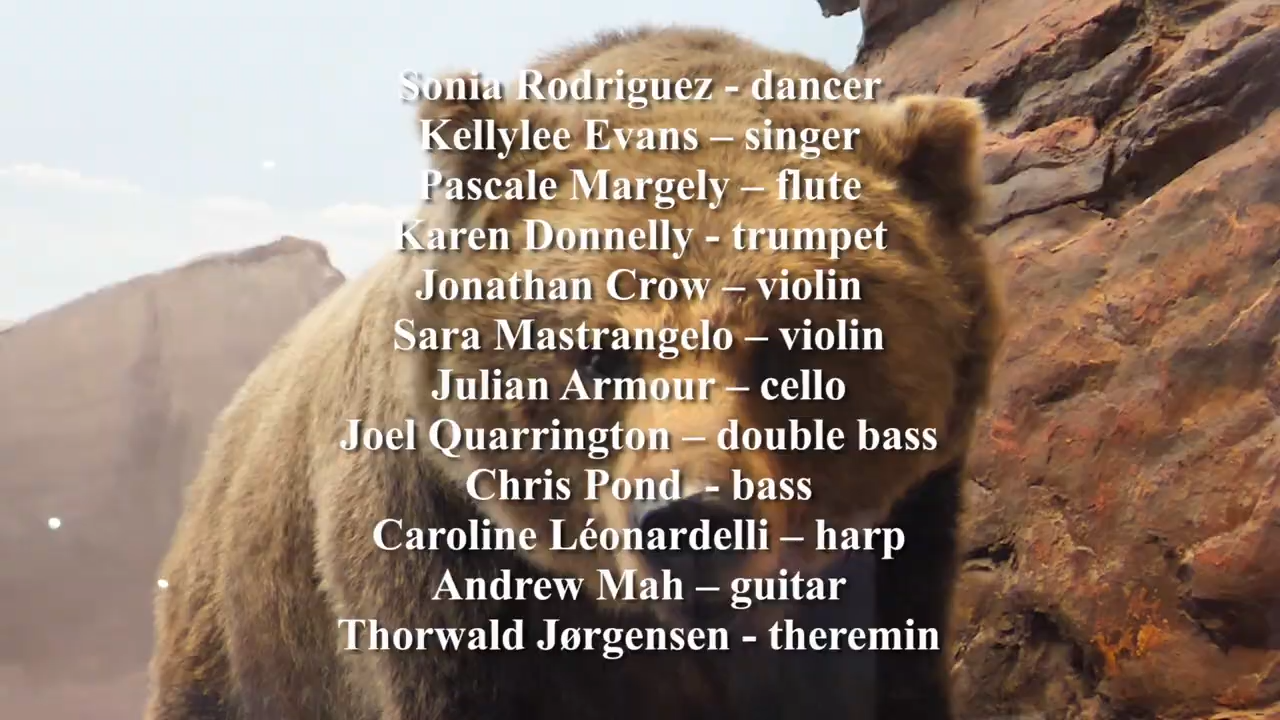 Sonia Rodriguez - dancer
Kellylee Evans – singer
Pascale Margely – flute
Karen Donnelly - trumpet
Jonathan Crow – violin
Sara Mastrangelo – violin
Julian Armour – cello
Joel Quarrington – double bass
Chris Pond  - bass
Caroline Léonardelli – harp
Andrew Mah – guitar
Thorwald Jørgensen - theremin